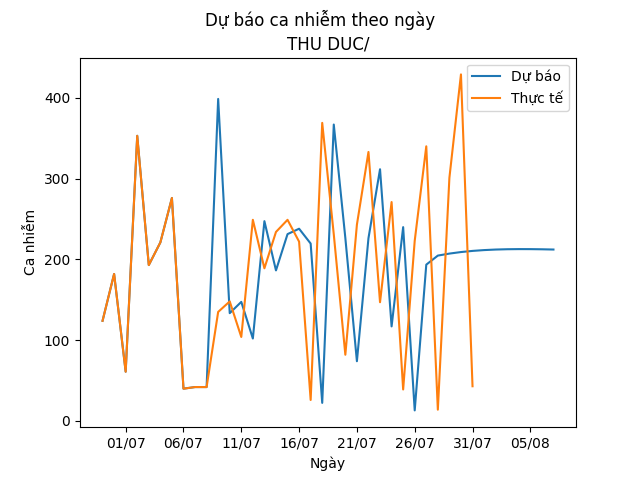 Dự báo ca nhiễm theo ngày
THU DUC/
Dự báo
Thực tế
400
300
200
100
0
Ca nhiễm
01/07 06/07 11/07 16/07 21/07 26/07 31/07 05/08
Ngày